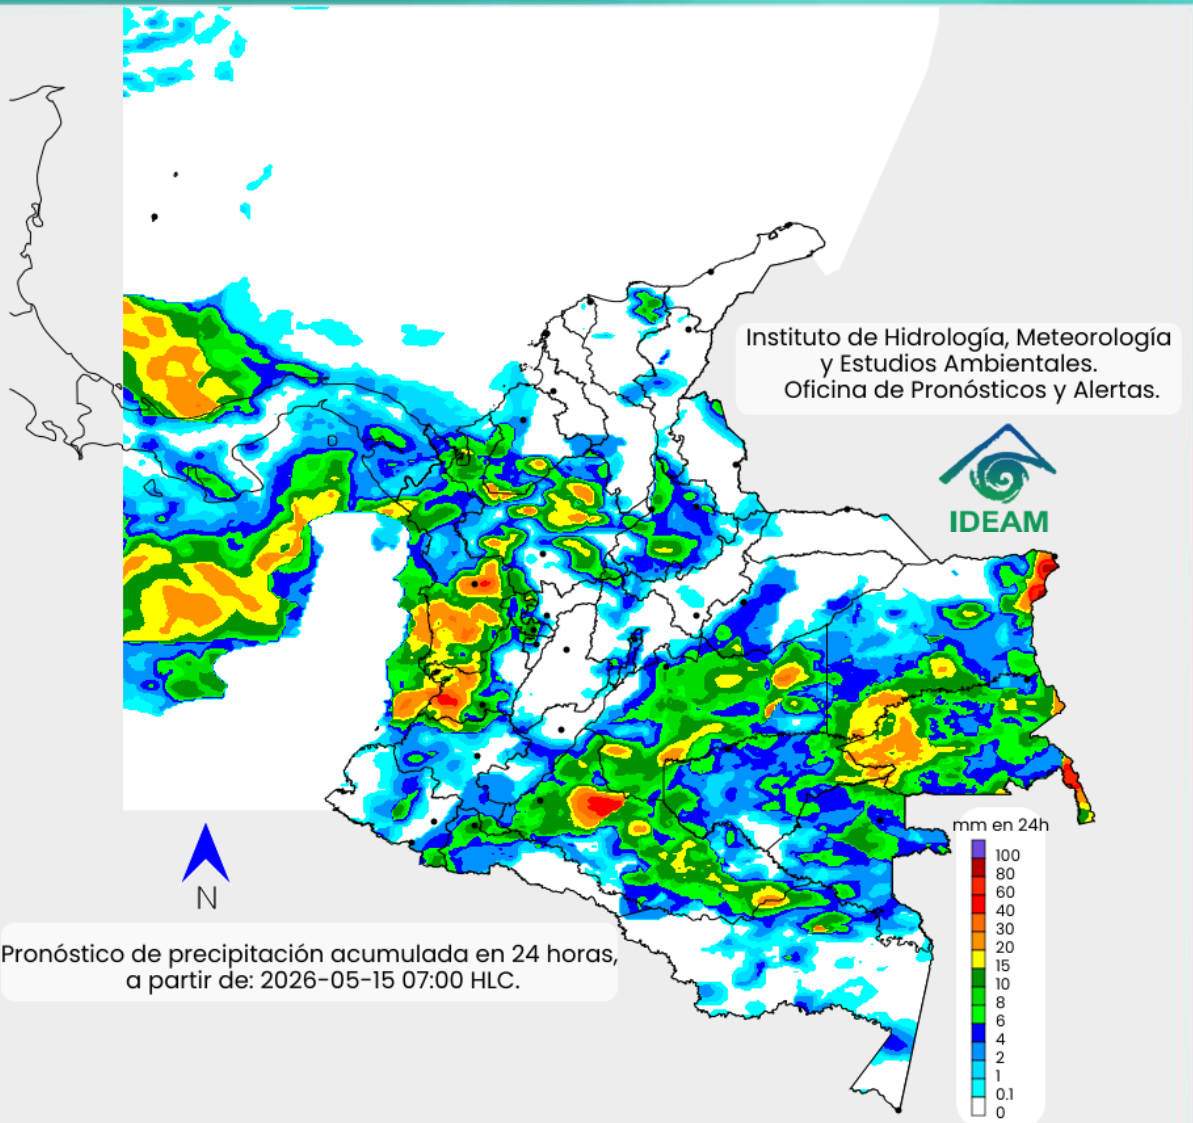 Instituto de Hidrología, Meteorología
y Estudios Ambientales.
Oficina de Pronósticos y Alertas.
IDEAM
mm en 24h
100
80
60
40
30
20
15
10
8
6
4
2
1
0.1
0
N
Pronóstico de precipitación acumulada en 24 horas,
a partir de: 2026-05-15 07:00 HLC.